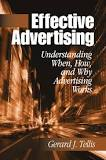 Effective
Advertising
Understanding
When, How,
and Why
Advertising
Works
Gerard J. Tellis